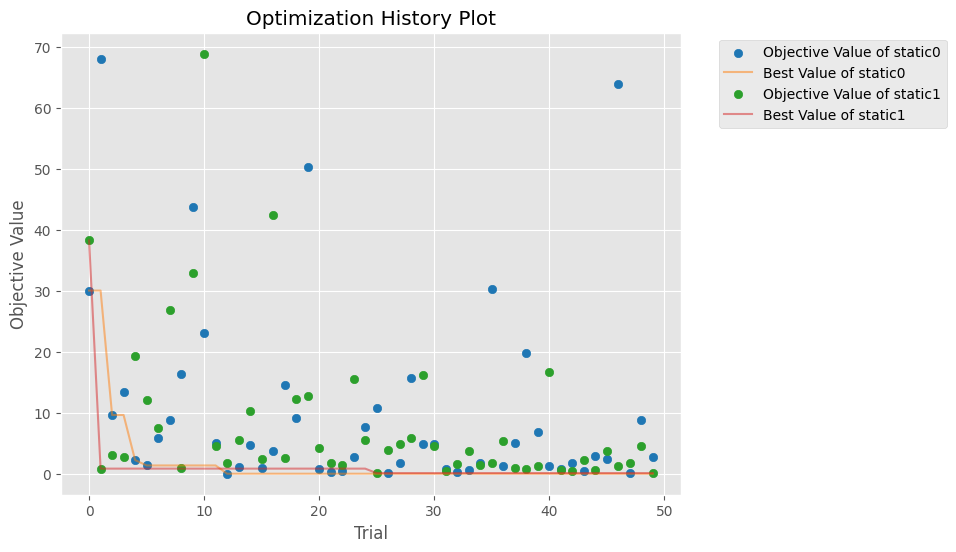 Optimization History Plot
Objective Value of static0
Best Value of static0
Objective Value of static1
Best Value of static1
Objective Value
70
60
50
40
30
20
10
0
0 10 20 30 40 50
Trial